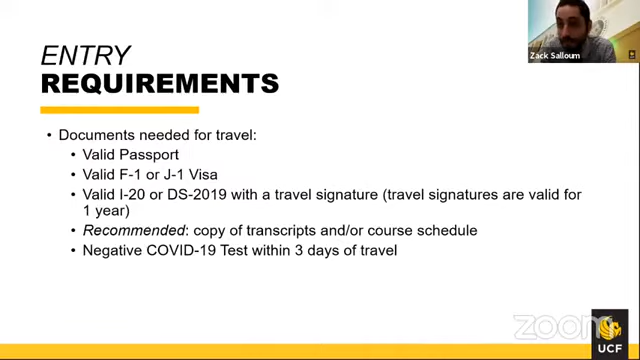 ENTRY
REQUIREMENTS
Zack Salloum
• Documents needed for travel:
• Valid Passport
• Valid F-1 or J-1 Visa
• Valid I-20 or DS-2019 with a travel signature (travel signatures are valid for
1 year)
• Recommended: copy of transcripts and/or course schedule
• Negative COVID-19 Test within 3 days of travel
zoom
UCF